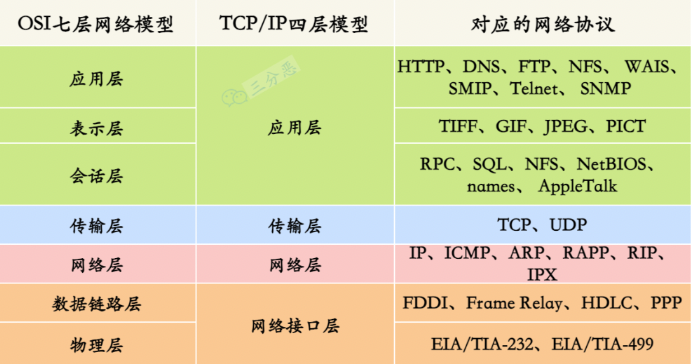 OSI七层网络模型 TCP/IP四层模型 对应的网络协议
应用层 HTTP、DNS、FTP、NFS、 WAIS、
SMIP、Telnet、 SNMP
三分恶
表示层 应用层 TIFF、GIF、JPEG、PICT
会话层 RPC、SQL、NFS、NetBIOS、
names、 AppleTalk
传输层 传输层 TCP、UDP
网络层 网络层 IP、ICMP、ARP、RAPP、RIP、
IPX
数据链路层 FDDI、Frame Relay、HDLC、PPP
网络接口层
物理层 EIA/TIA-232、EIA/TIA-499